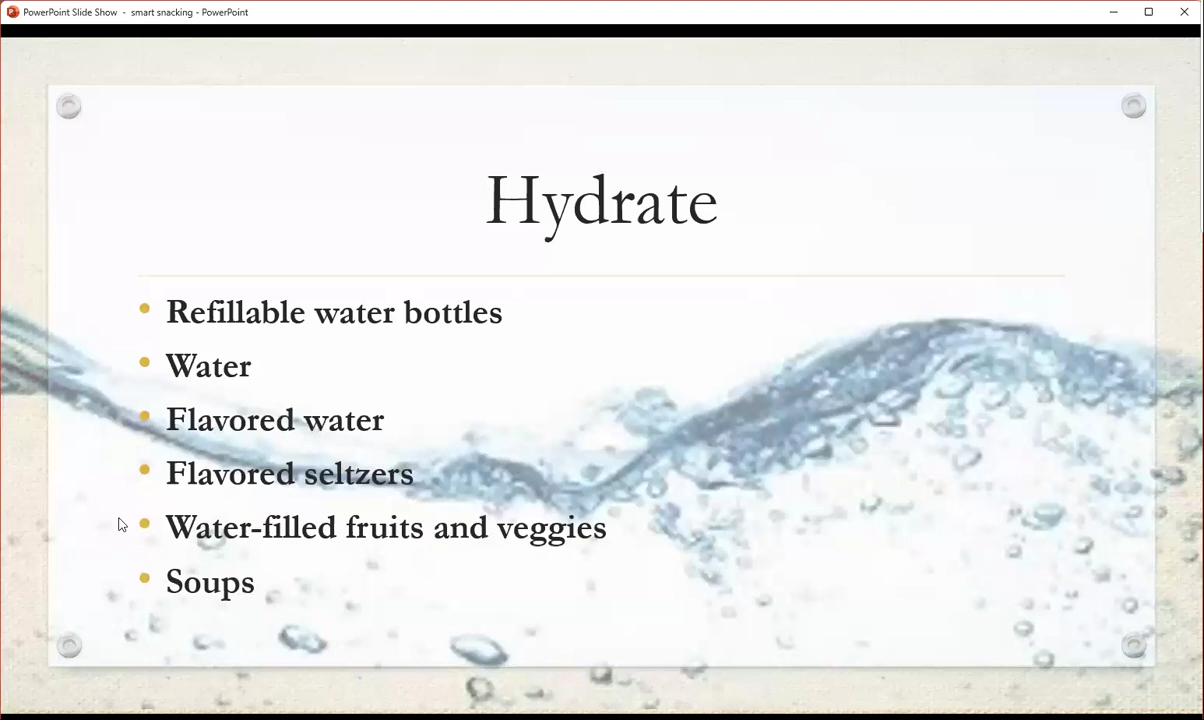 PowerPoint Slide Show - smart snacking - PowerPoint
Hydrate
• Refillable water bottles
• Water
• Flavored water
• Flavored seltzers
• Water-filled fruits and veggies
• Soups